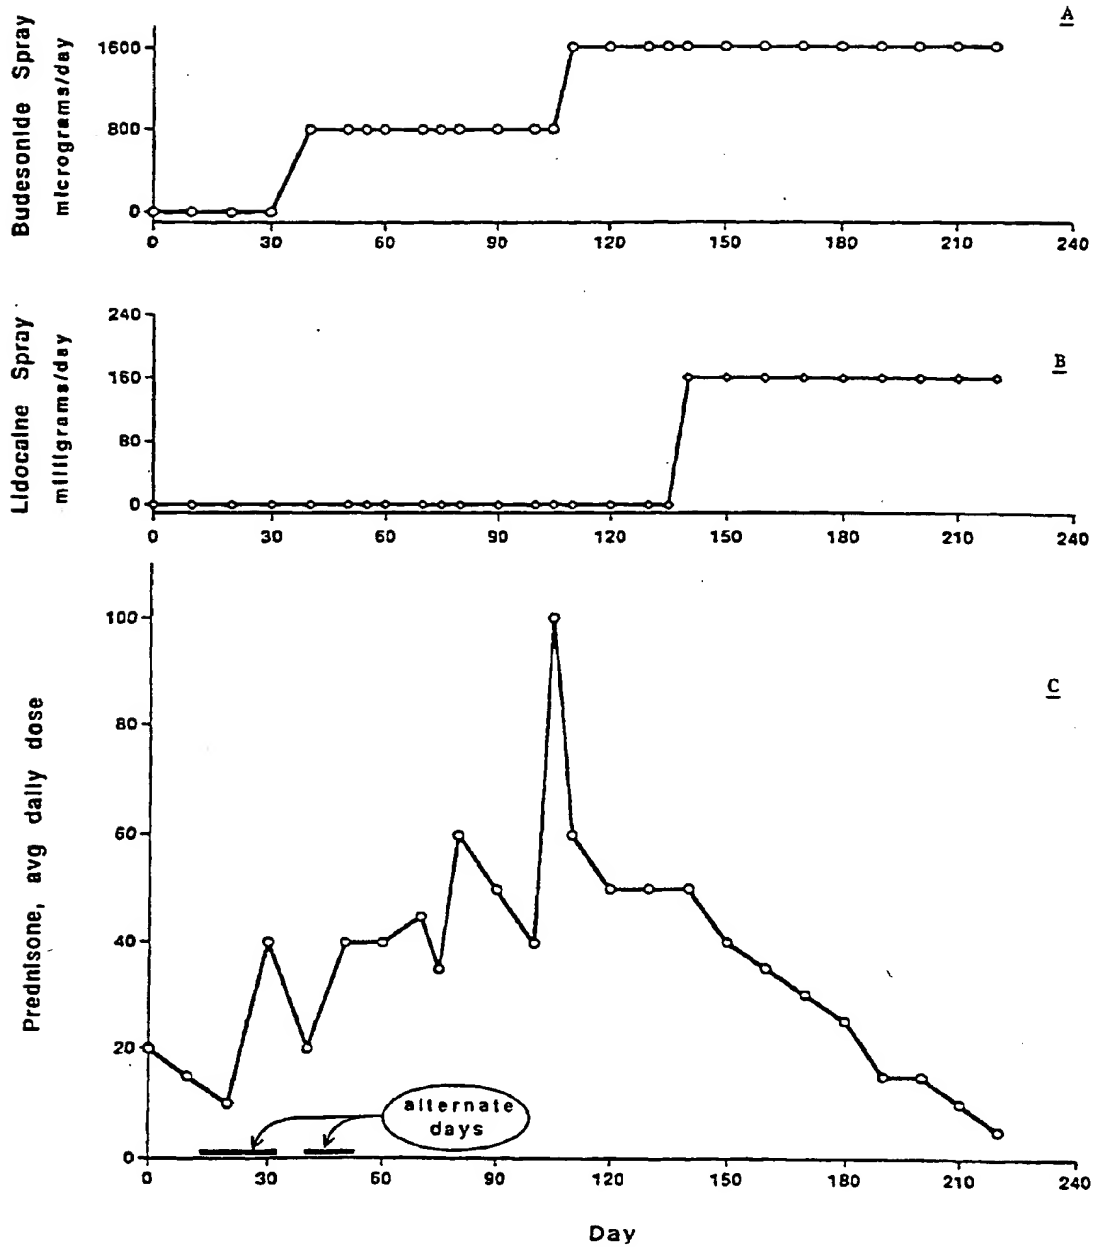 A
Budesonide Spray
micrograms/day
1600
800
0
0 30 60 90 120 150 180 210 240
B
Lidocaine Spray
milligrams/day
240
160
80
0
0 30 60 90 120 150 180 210 240
C
Prednisone, avg daily dose
100
80
60
40
20
0
alternate
days
0 30 60 90 120 150 180 210 240
Day